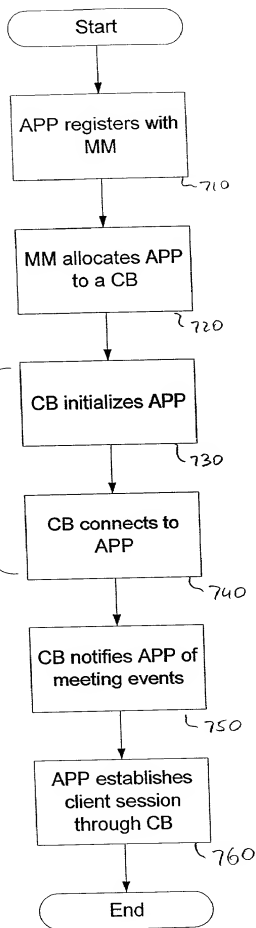 Start
APP registers with
MM
710
MM allocates APP
to a CB
720
CB initializes APP
730
CB connects to
APP
740
CB notifies APP of
meeting events
750
APP establishes
client session
through CB
760
End